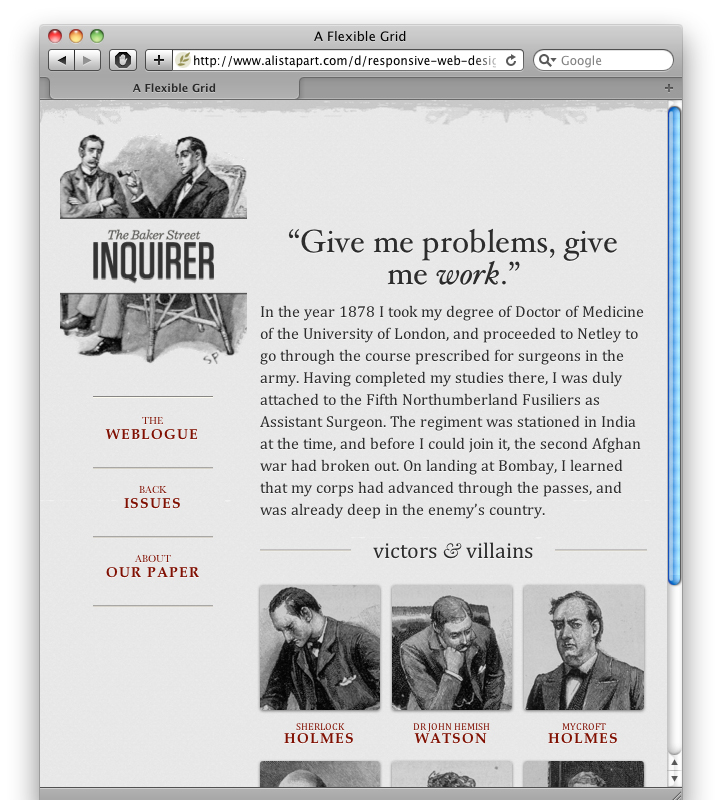 A Flexible Grid
http://www.alistapart.com/d/responsive-web-desig
Google
A Flexible Grid
The Baker Street
INQUIRER
SP
THE
WEBLOGUE
BACK
ISSUES
ABOUT
OUR PAPER
“Give me problems, give
me work.”
In the year 1878 I took my degree of Doctor of Medicine
of the University of London, and proceeded to Netley to
go through the course prescribed for surgeons in the
army. Having completed my studies there, I was duly
attached to the Fifth Northumberland Fusiliers as
Assistant Surgeon. The regiment was stationed in India
at the time, and before I could join it, the second Afghan
war had broken out. On landing at Bombay, I learned
that my corps had advanced through the passes, and
was already deep in the enemy’s country.
victors & villains
SHERLOCK
HOLMES
DR JOHN HEMISH
WATSON
MYCROFT
HOLMES